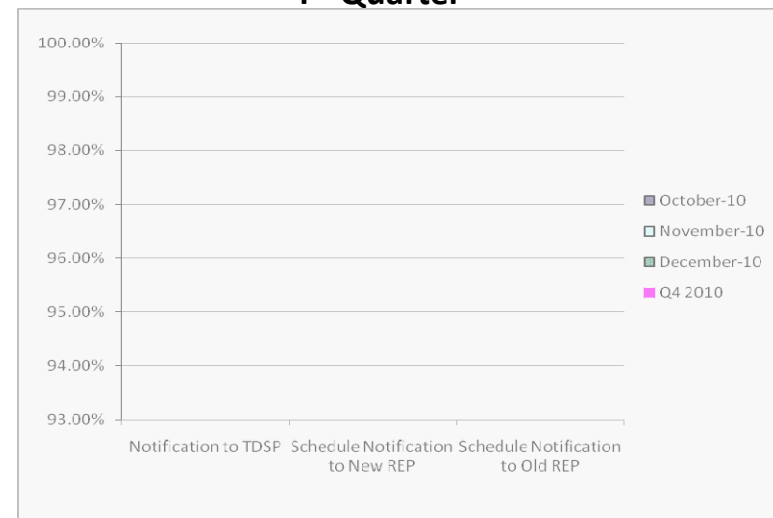 Quarter
100.00%
99.00%
98.00%
97.00%
96.00%
95.00%
94.00%
93.00%
Notification to TDSP
Schedule Notification
to New REP
Schedule Notification
to Old REP
October-10
November-10
December-10
Q4 2010